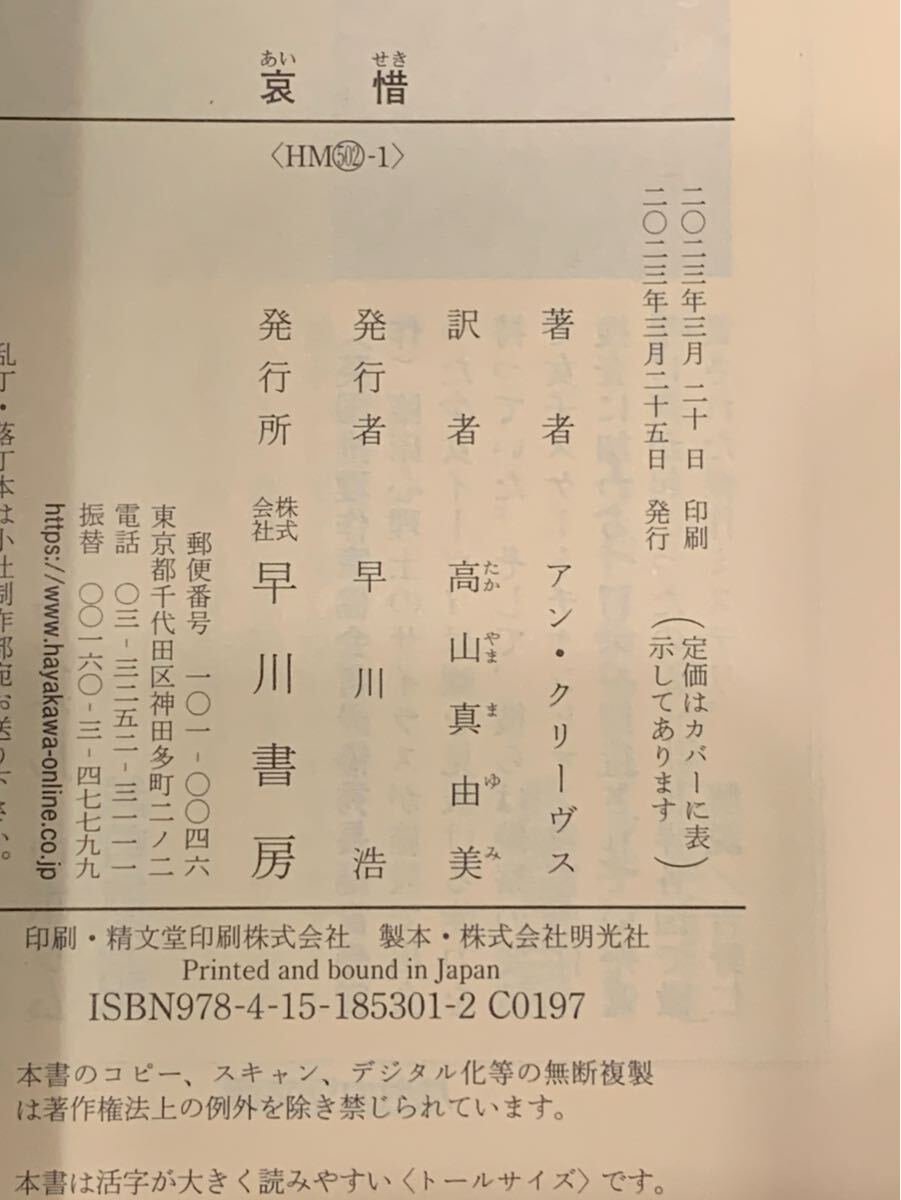 哀惜
あい せき
〈HM502-1〉
二〇二三年三月二十日 印刷
二〇二三年三月二十五日 発行
（定価はカバーに表示してあります）
著者 アン・クリーヴス
訳者 高山真由美
たか やま ま ゆ み
発行者 早川浩
発行所 株式会社 早川書房
郵便番号 一〇一-〇〇四六
東京都千代田区神田多町二ノ二
電話 〇三-三二五二-三一一一
振替 〇〇一六〇-三-四七七九九
https://www.hayakawa-online.co.jp
乱丁・落丁本は小社制作部宛お送り下さい。
印刷・精文堂印刷株式会社 製本・株式会社明光社
Printed and bound in Japan
ISBN978-4-15-185301-2 C0197
本書のコピー、スキャン、デジタル化等の無断複製
は著作権法上の例外を除き禁じられています。
本書は活字が大きく読みやすい〈トールサイズ〉です。